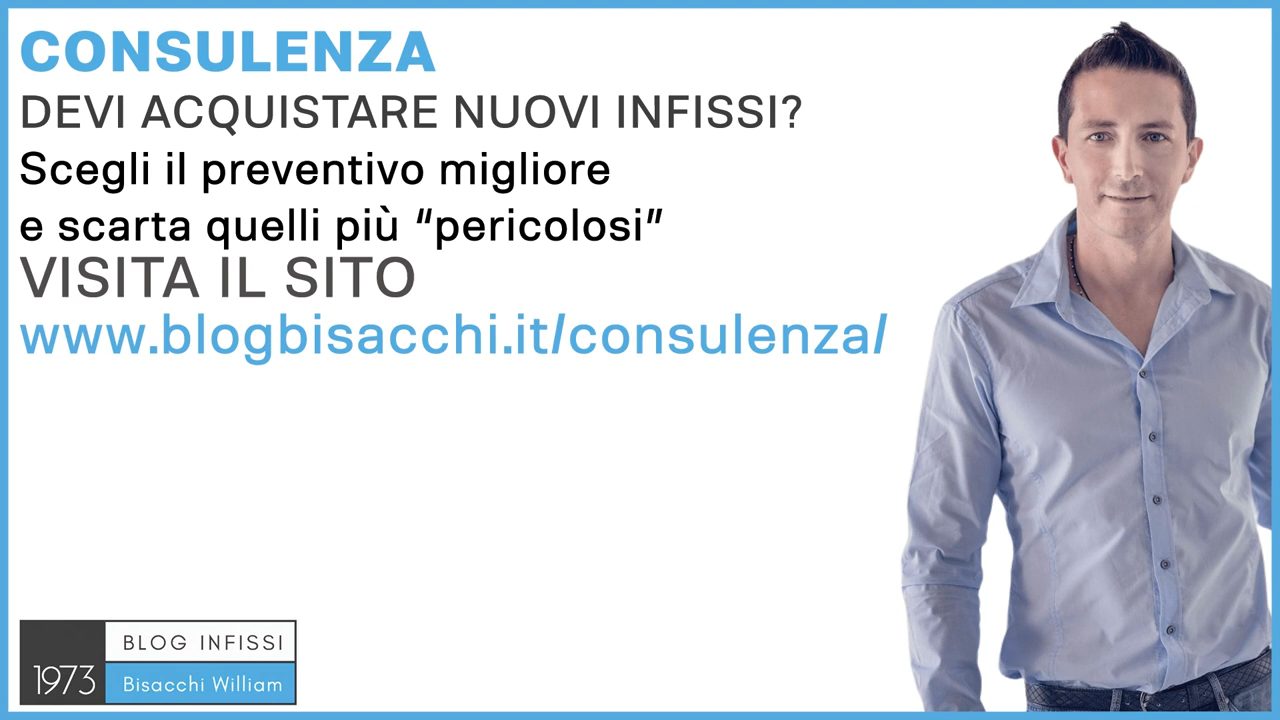 CONSULENZA
DEVI ACQUISTARE NUOVI INFISSI?
Scegli il preventivo migliore
e scarta quelli più “pericolosi”
VISITA IL SITO
www.blogbisacchi.it/consulenza/
BLOG INFISSI
1973
Bisacchi William